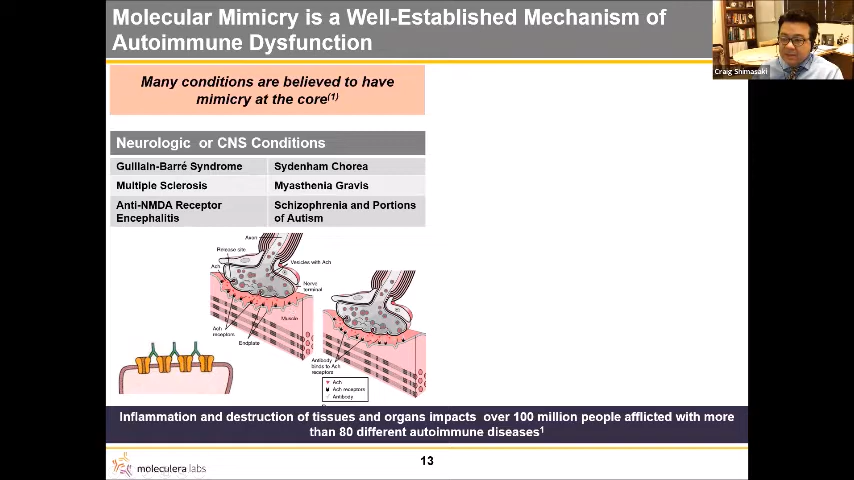 Molecular Mimicry is a Well-Established Mechanism of
Autoimmune Dysfunction
Craig Shimasaki
Many conditions are believed to have
mimicry at the core(1)
Neurologic or CNS Conditions
Guillain-Barré Syndrome
Sydenham Chorea
Multiple Sclerosis
Myasthenia Gravis
Anti-NMDA Receptor
Encephalitis
Schizophrenia and Portions
of Autism
Axon
Release site
Vesicles with Ach
Ach
Nerve
terminal
Muscle
Ach
receptors
Endplate
Antibody
binds to Ach
receptors
Ach
Ach receptors
Antibody
Inflammation and destruction of tissues and organs impacts over 100 million people afflicted with more
than 80 different autoimmune diseases1
moleculera labs
13